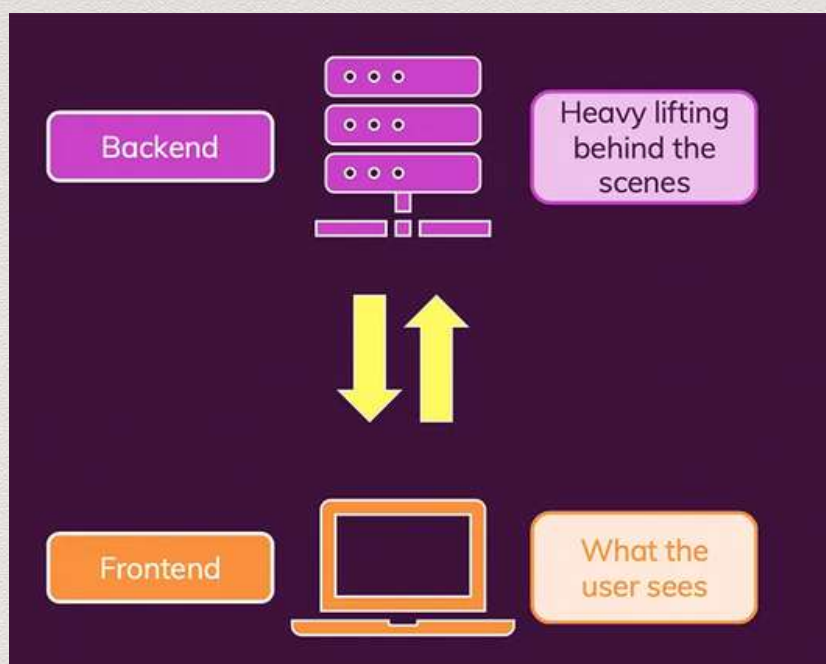 Backend
Heavy lifting
behind the
scenes
Frontend
What the
user sees